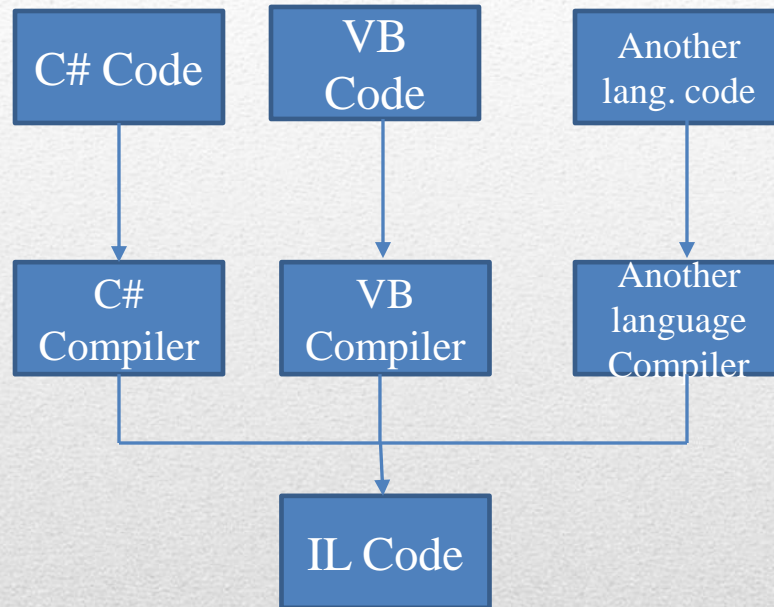 C# Code
VB
Code
Another
lang. code
C#
Compiler
VB
Compiler
Another
language
Compiler
IL Code